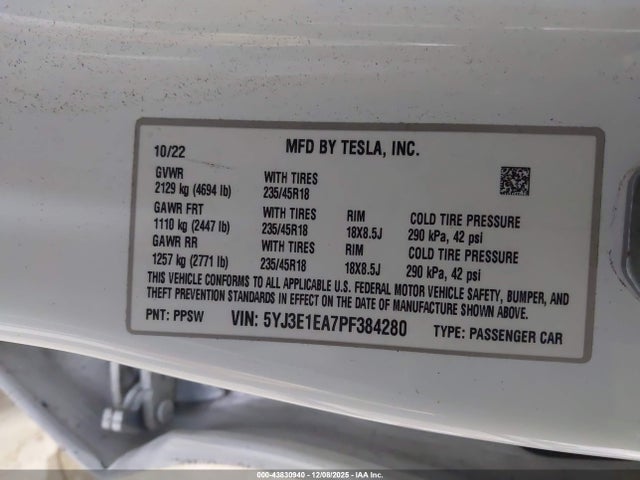 10/22 MFD BY TESLA, INC.
GVWR WITH TIRES
2129 kg (4694 lb) 235/45R18
GAWR FRT WITH TIRES RIM COLD TIRE PRESSURE
1110 kg (2447 lb) 235/45R18 18X8.5J 290 kPa, 42 psi
GAWR RR WITH TIRES RIM COLD TIRE PRESSURE
1257 kg (2771 lb) 235/45R18 18X8.5J 290 kPa, 42 psi
THIS VEHICLE CONFORMS TO ALL APPLICABLE U.S. FEDERAL MOTOR VEHICLE SAFETY, BUMPER, AND
THEFT PREVENTION STANDARDS IN EFFECT ON THE DATE OF MANUFACTURE SHOWN ABOVE.
PNT: PPSW VIN: 5YJ3E1EA7PF384280 TYPE: PASSENGER CAR
000-43830940 - 12/08/2025 - IAA Inc.